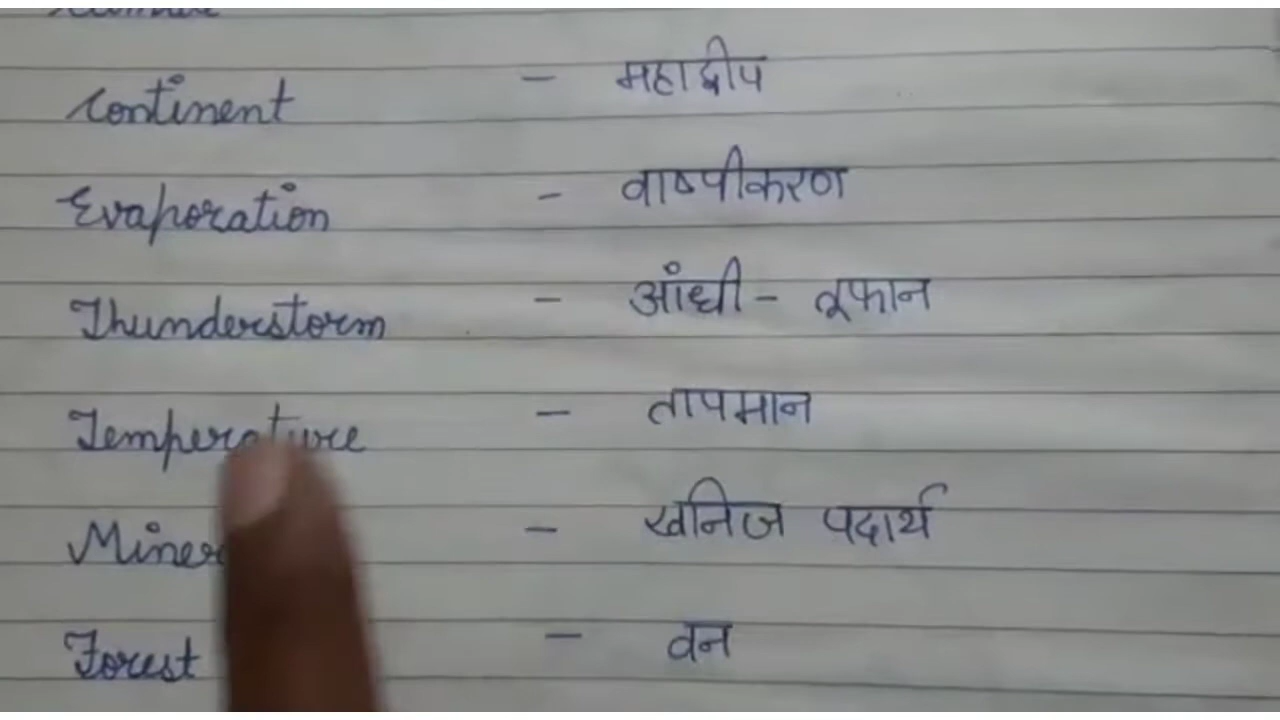 Continent - महाद्वीप
Evaporation - वाष्पीकरण
Thunderstorm - आंधी - तूफान
Temperature - तापमान
- खनिज पदार्थ
Forest - वन